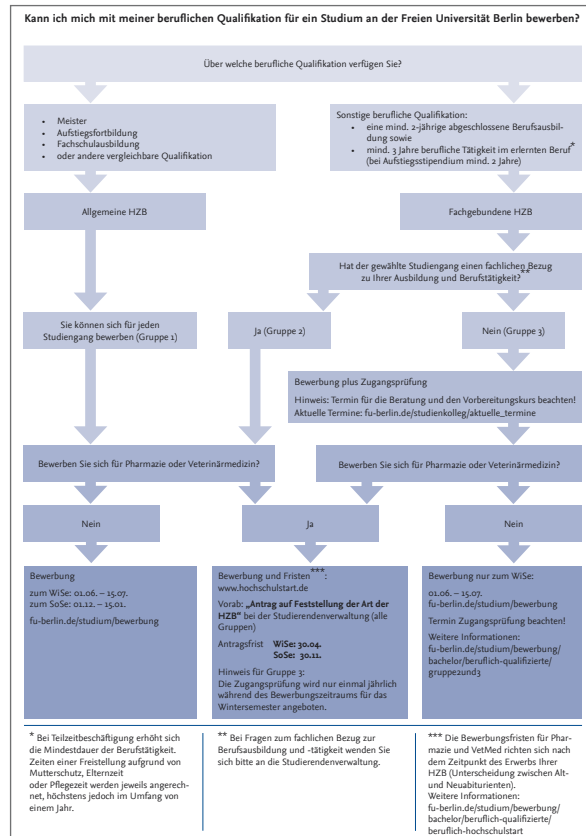 Kann ich mich mit meiner beruflichen Qualifikation für ein Studium an der Freien Universität Berlin bewerben?
Über welche berufliche Qualifikation verfügen Sie?
• Meister
• Aufstiegsfortbildung
• Fachschulausbildung
• oder andere vergleichbare Qualifikation
Sonstige berufliche Qualifikation:
• eine mind. 2-jährige abgeschlossene Berufsausbil-
dung sowie
• mind. 3 Jahre berufliche Tätigkeit im erlernten Beruf*
(bei Aufstiegsstipendium mind. 2 Jahre)
Allgemeine HZB
Fachgebundene HZB
Hat der gewählte Studiengang einen fachlichen Bezug
zu Ihrer Ausbildung und Berufstätigkeit?**
Sie können sich für jeden
Studiengang bewerben (Gruppe 1)
Ja (Gruppe 2)
Nein (Gruppe 3)
Bewerbung plus Zugangsprüfung
Hinweis: Termin für die Beratung und den Vorbereitungskurs beachten!
Aktuelle Termine: fu-berlin.de/studienkolleg/aktuelle_termine
Bewerben Sie sich für Pharmazie oder Veterinärmedizin?
Bewerben Sie sich für Pharmazie oder Veterinärmedizin?
Nein
Ja
Nein
Bewerbung
zum WiSe: 01.06. – 15.07.
zum SoSe: 01.12. – 15.01.
fu-berlin.de/studium/bewerbung
Bewerbung und Fristen***:
www.hochschulstart.de
Vorab: „Antrag auf Feststellung der Art der
HZB“ bei der Studierendenverwaltung (alle
Gruppen)
Antragsfrist WiSe: 30.04.
SoSe: 30.11.
Hinweis für Gruppe 3:
Die Zugangsprüfung wird nur einmal jährlich
während des Bewerbungszeitraums für das
Wintersemester angeboten.
Bewerbung nur zum WiSe:
01.06. – 15.07.
fu-berlin.de/studium/bewerbung
Termin Zugangsprüfung beachten!
Weitere Informationen:
fu-berlin.de/studium/bewerbung/
bachelor/beruflich-qualifizierte/
gruppe2und3
* Bei Teilzeitbeschäftigung erhöht sich
die Mindestdauer der Berufstätigkeit.
Zeiten einer Freistellung aufgrund von
Mutterschutz, Elternzeit
oder Pflegezeit werden jeweils angerech-
net, höchstens jedoch im Umfang von
einem Jahr.
** Bei Fragen zum fachlichen Bezug zur
Berufsausbildung und -tätigkeit wenden Sie
sich bitte an die Studierendenverwaltung.
*** Die Bewerbungsfristen für Phar-
mazie und VetMed richten sich nach
dem Zeitpunkt des Erwerbs Ihrer
HZB (Unterscheidung zwischen Alt-
und Neuabiturienten).
Weitere Informationen:
fu-berlin.de/studium/bewerbung/
bachelor/beruflich-qualifizierte/
beruflich-hochschulstart